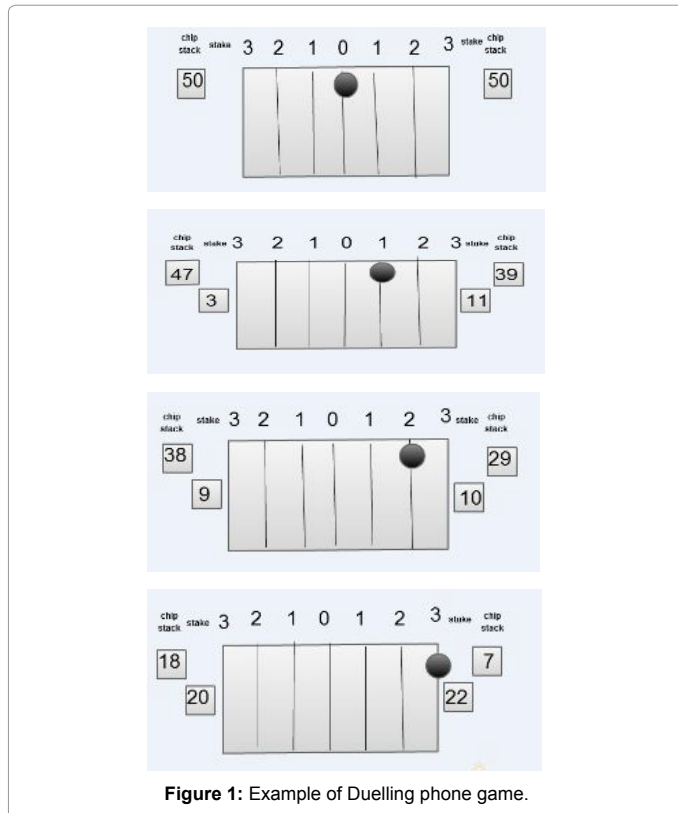 chip stack stake 3 2 1 0 1 2 3 stake chip stack
50 50
chip stack stake 3 2 1 0 1 2 3 stake chip stack
47 39
3 11
chip stack stake 3 2 1 0 1 2 3 stake chip stack
38 29
9 10
chip stack stake 3 2 1 0 1 2 3 stake chip stack
18 7
20 22
Figure 1: Example of Duelling phone game.